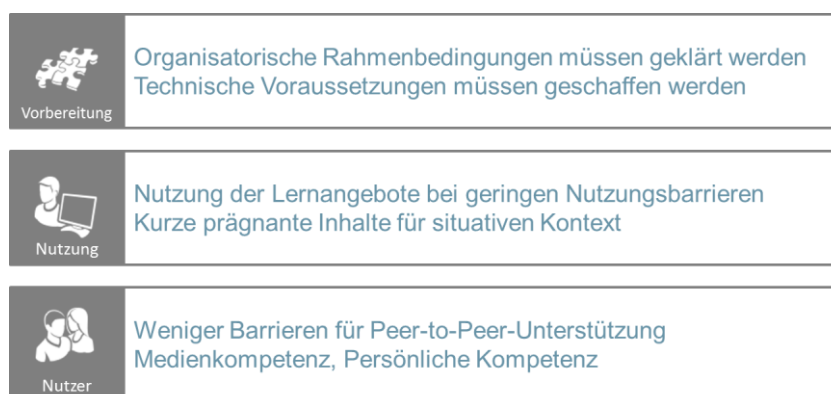 Organisatorische Rahmenbedingungen müssen geklärt werden
Technische Voraussetzungen müssen geschaffen werden
Vorbereitung
Nutzung der Lernangebote bei geringen Nutzungsbarrieren
Kurze prägnante Inhalte für situativen Kontext
Nutzung
Weniger Barrieren für Peer-to-Peer-Unterstützung
Medienkompetenz, Persönliche Kompetenz
Nutzer